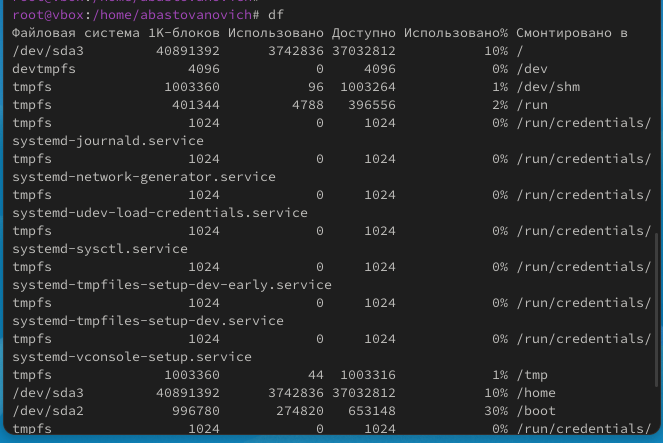 root@vbox:/home/abastovanovich#
root@vbox:/home/abastovanovich# df
Файловая система 1K-блоков Использовано Доступно Использовано% Смонтировано в
/dev/sda3 40891392 3742836 37032812 10% /
devtmpfs 4096 0 4096 0% /dev
tmpfs 1003360 96 1003264 1% /dev/shm
tmpfs 401344 4788 396556 2% /run
tmpfs 1024 0 1024 0% /run/credentials/
systemd-journald.service
tmpfs 1024 0 1024 0% /run/credentials/
systemd-network-generator.service
tmpfs 1024 0 1024 0% /run/credentials/
systemd-udev-load-credentials.service
tmpfs 1024 0 1024 0% /run/credentials/
systemd-sysctl.service
tmpfs 1024 0 1024 0% /run/credentials/
systemd-tmpfiles-setup-dev-early.service
tmpfs 1024 0 1024 0% /run/credentials/
systemd-tmpfiles-setup-dev.service
tmpfs 1024 0 1024 0% /run/credentials/
systemd-vconsole-setup.service
tmpfs 1003360 44 1003316 1% /tmp
/dev/sda3 40891392 3742836 37032812 10% /home
/dev/sda2 996780 274820 653148 30% /boot
tmpfs 1024 0 1024 0% /run/credentials/